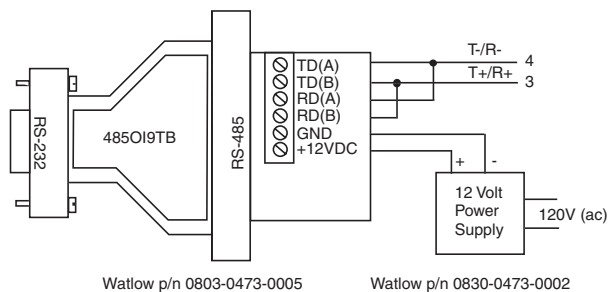 RS-232
485OI9TB
RS-485
TD(A)
TD(B)
RD(A)
RD(B)
GND
+12VDC
T-/R-
4
T+/R+
3
+
-
12 Volt
Power
Supply
120V (ac)
Watlow p/n 0803-0473-0005
Watlow p/n 0830-0473-0002